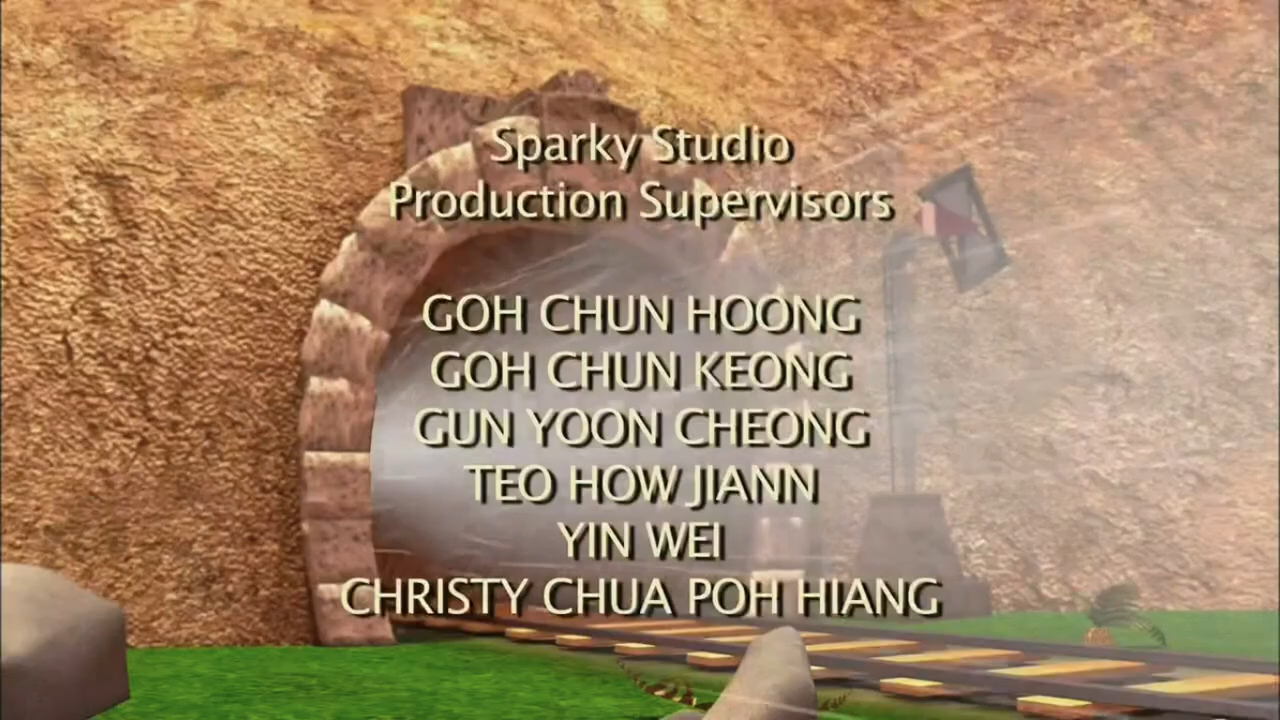 Sparky Studio
Production Supervisors
GOH CHUN HOONG
GOH CHUN KEONG
GUN YOON CHEONG
TEO HOW JIANN
YIN WEI
CHRISTY CHUA POH HIANG